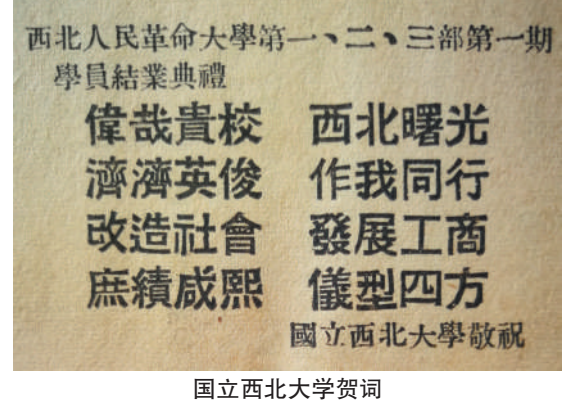 西北人民革命大學第一、二、三部第一期
學員結業典禮
偉哉貴校　西北曙光
濟濟英俊　作我同行
改造社會　發展工商
庶績咸熙　儀型四方
國立西北大學敬祝
国立西北大学贺词